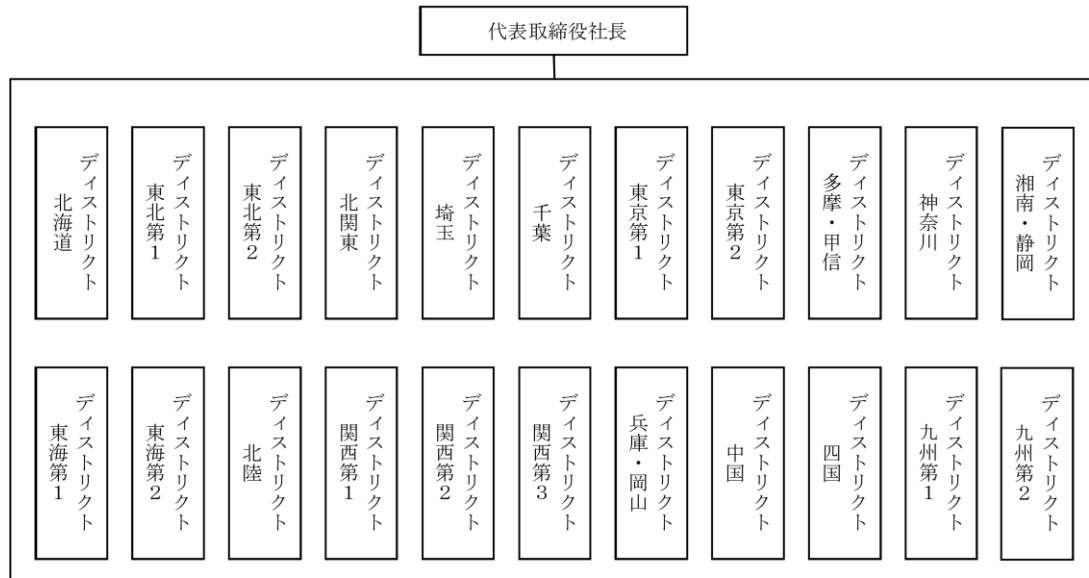 代表取締役社長
北海道
ディストリクト
東北第1
ディストリクト
東北第2
ディストリクト
北関東
ディストリクト
埼玉
ディストリクト
千葉
ディストリクト
東京第1
ディストリクト
東京第2
ディストリクト
多摩・甲信
ディストリクト
神奈川
ディストリクト
湘南・静岡
ディストリクト
東海第1
ディストリクト
東海第2
ディストリクト
北陸
ディストリクト
関西第1
ディストリクト
関西第2
ディストリクト
関西第3
ディストリクト
兵庫・岡山
ディストリクト
中国
ディストリクト
四国
ディストリクト
九州第1
ディストリクト
九州第2
ディストリクト